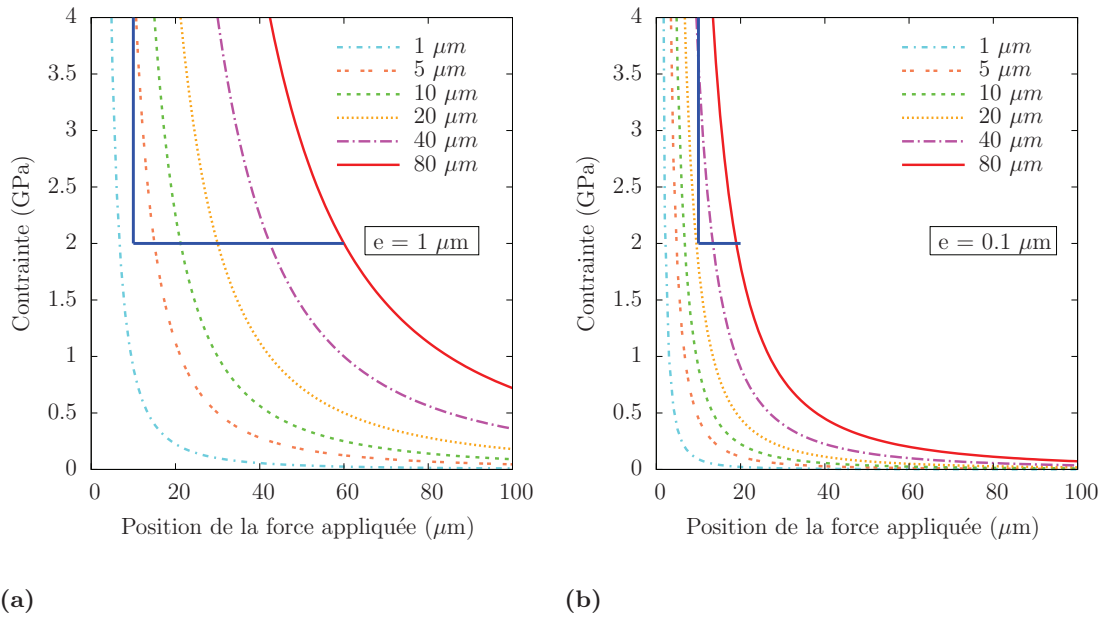 4
3.5
3
2.5
2
1.5
1
0.5
0
Contrainte (GPa)
0 20 40 60 80 100
Position de la force appliquée (µm)
1 µm
5 µm
10 µm
20 µm
40 µm
80 µm
e = 1 µm
(a)
4
3.5
3
2.5
2
1.5
1
0.5
0
Contrainte (GPa)
0 20 40 60 80 100
Position de la force appliquée (µm)
1 µm
5 µm
10 µm
20 µm
40 µm
80 µm
e = 0.1 µm
(b)